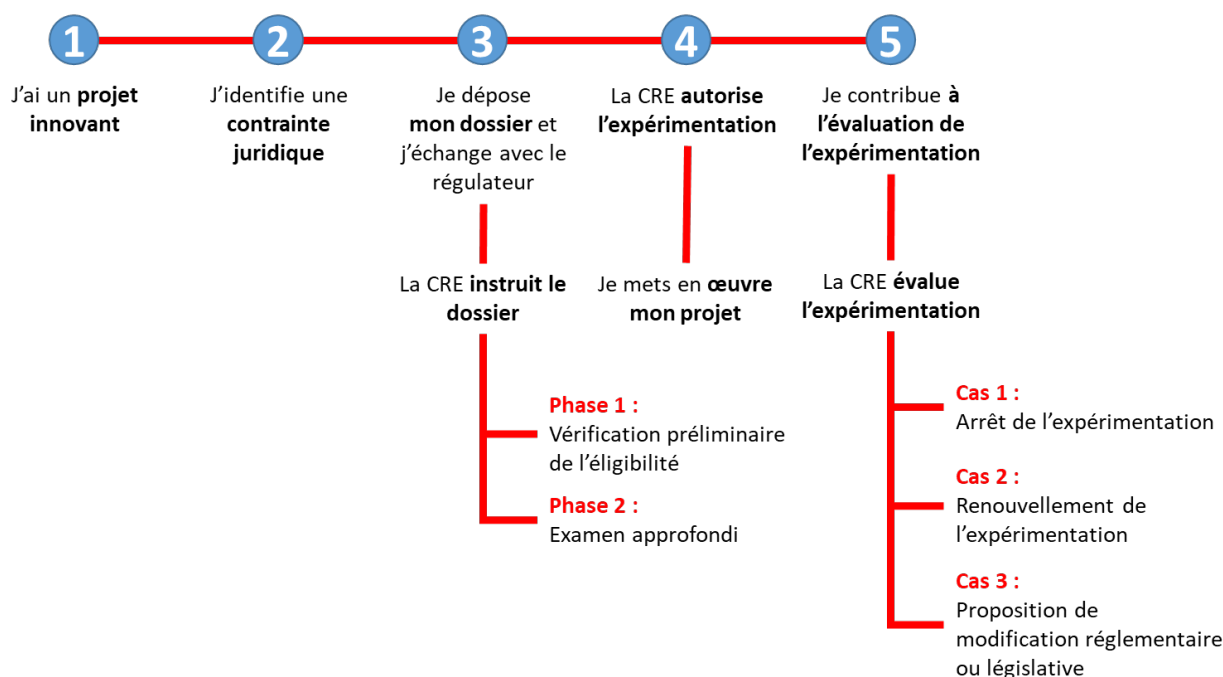 1
J’ai un projet
innovant
2
J’identifie une
contrainte
juridique
3
Je dépose
mon dossier et
j’échange avec le
régulateur
La CRE instruit le
dossier
Phase 1 :
Vérification préliminaire
de l’éligibilité
Phase 2 :
Examen approfondi
4
La CRE autorise
l’expérimentation
Je mets en œuvre
mon projet
5
Je contribue à
l’évaluation de
l’expérimentation
La CRE évalue
l’expérimentation
Cas 1 :
Arrêt de l’expérimentation
Cas 2 :
Renouvellement de
l’expérimentation
Cas 3 :
Proposition de
modification réglementaire
ou législative